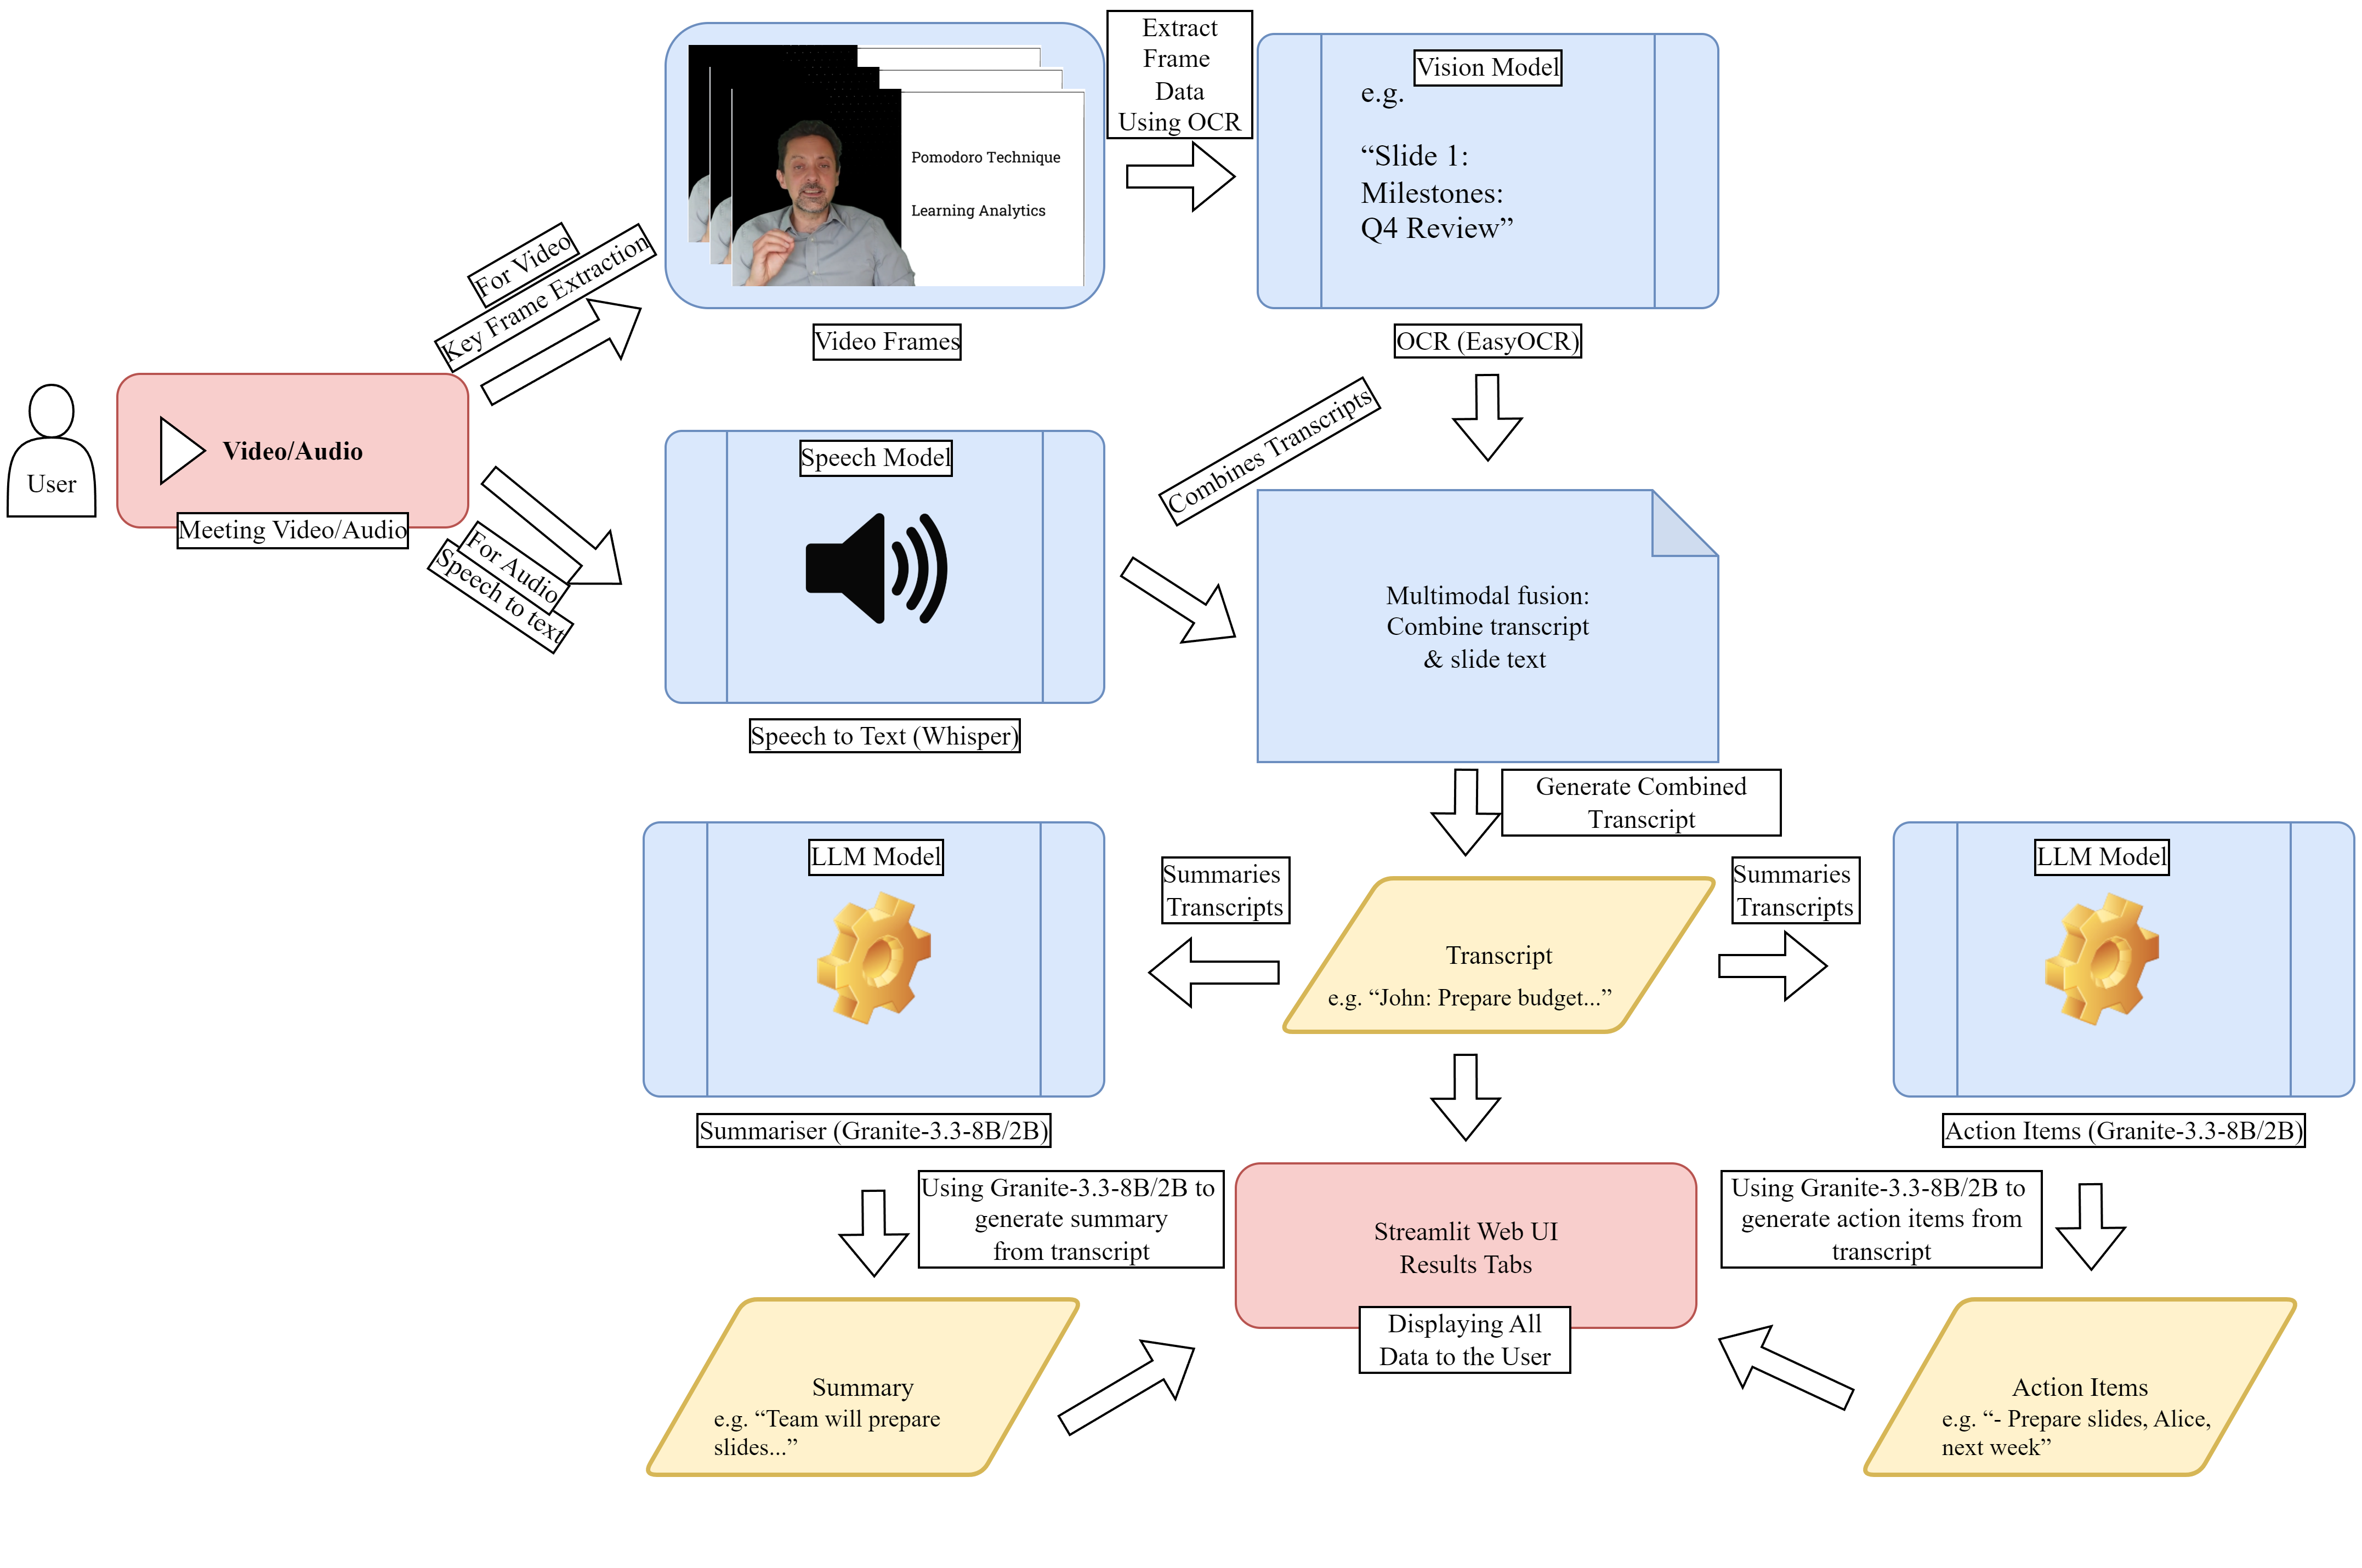 Extract
Frame
Data
Using OCR
Vision Model
e.g.
“Slide 1:
Milestones:
Q4 Review”
Pomodoro Technique
Learning Analytics
For Video
Key Frame Extraction
Video Frames
OCR (EasyOCR)
User
Video/Audio
Meeting Video/Audio
For Audio
Speech to text
Speech Model
Speech to Text (Whisper)
Combines Transcripts
Multimodal fusion:
Combine transcript
& slide text
Generate Combined
Transcript
LLM Model
Summaries
Transcripts
Transcript
e.g. “John: Prepare budget...”
Summaries
Transcripts
LLM Model
Summariser (Granite-3.3-8B/2B)
Action Items (Granite-3.3-8B/2B)
Using Granite-3.3-8B/2B to
generate summary
from transcript
Streamlit Web UI
Results Tabs
Displaying All
Data to the User
Using Granite-3.3-8B/2B to
generate action items from
transcript
Summary
e.g. “Team will prepare
slides...”
Action Items
e.g. “- Prepare slides, Alice,
next week”